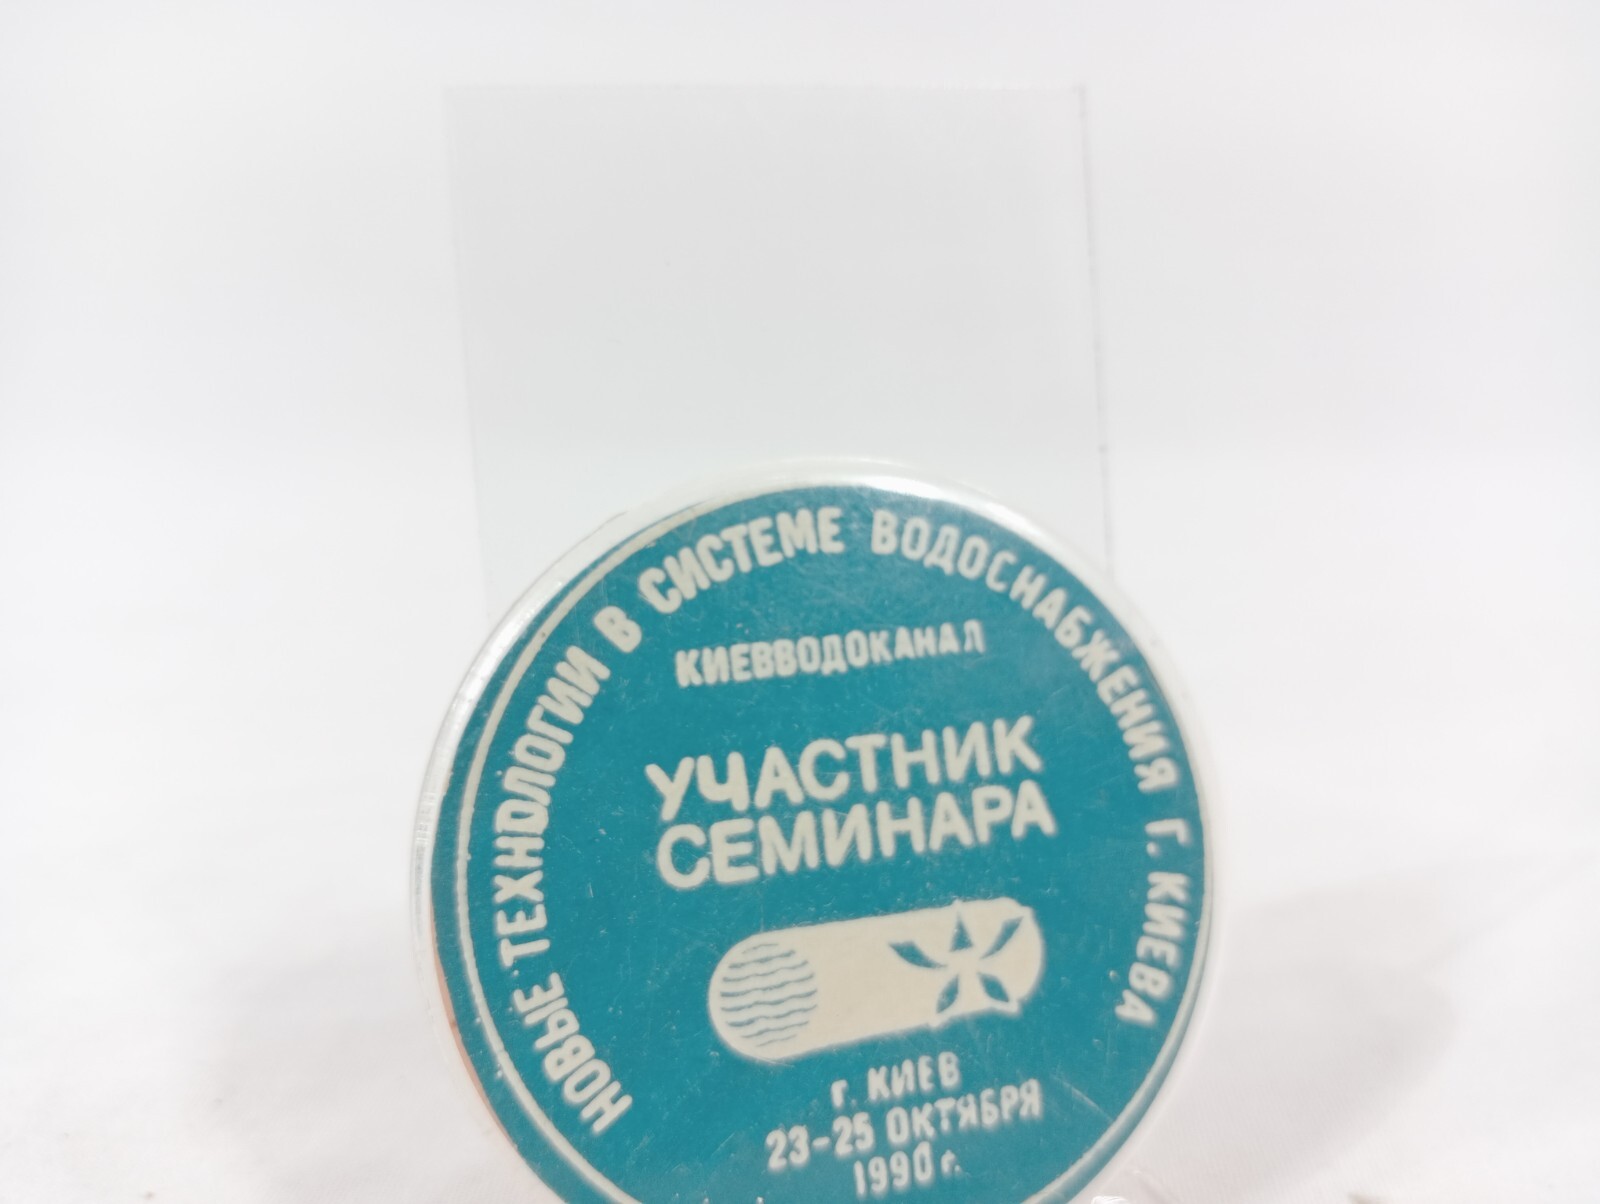 НОВЫЕ ТЕХНОЛОГИИ В СИСТЕМЕ ВОДОСНАБЖЕНИЯ Г. КИЕВА
КИЕВВОДОКАНАЛ
УЧАСТНИК
СЕМИНАРА
г. КИЕВ
23-25 ОКТЯБРЯ
1990 г.